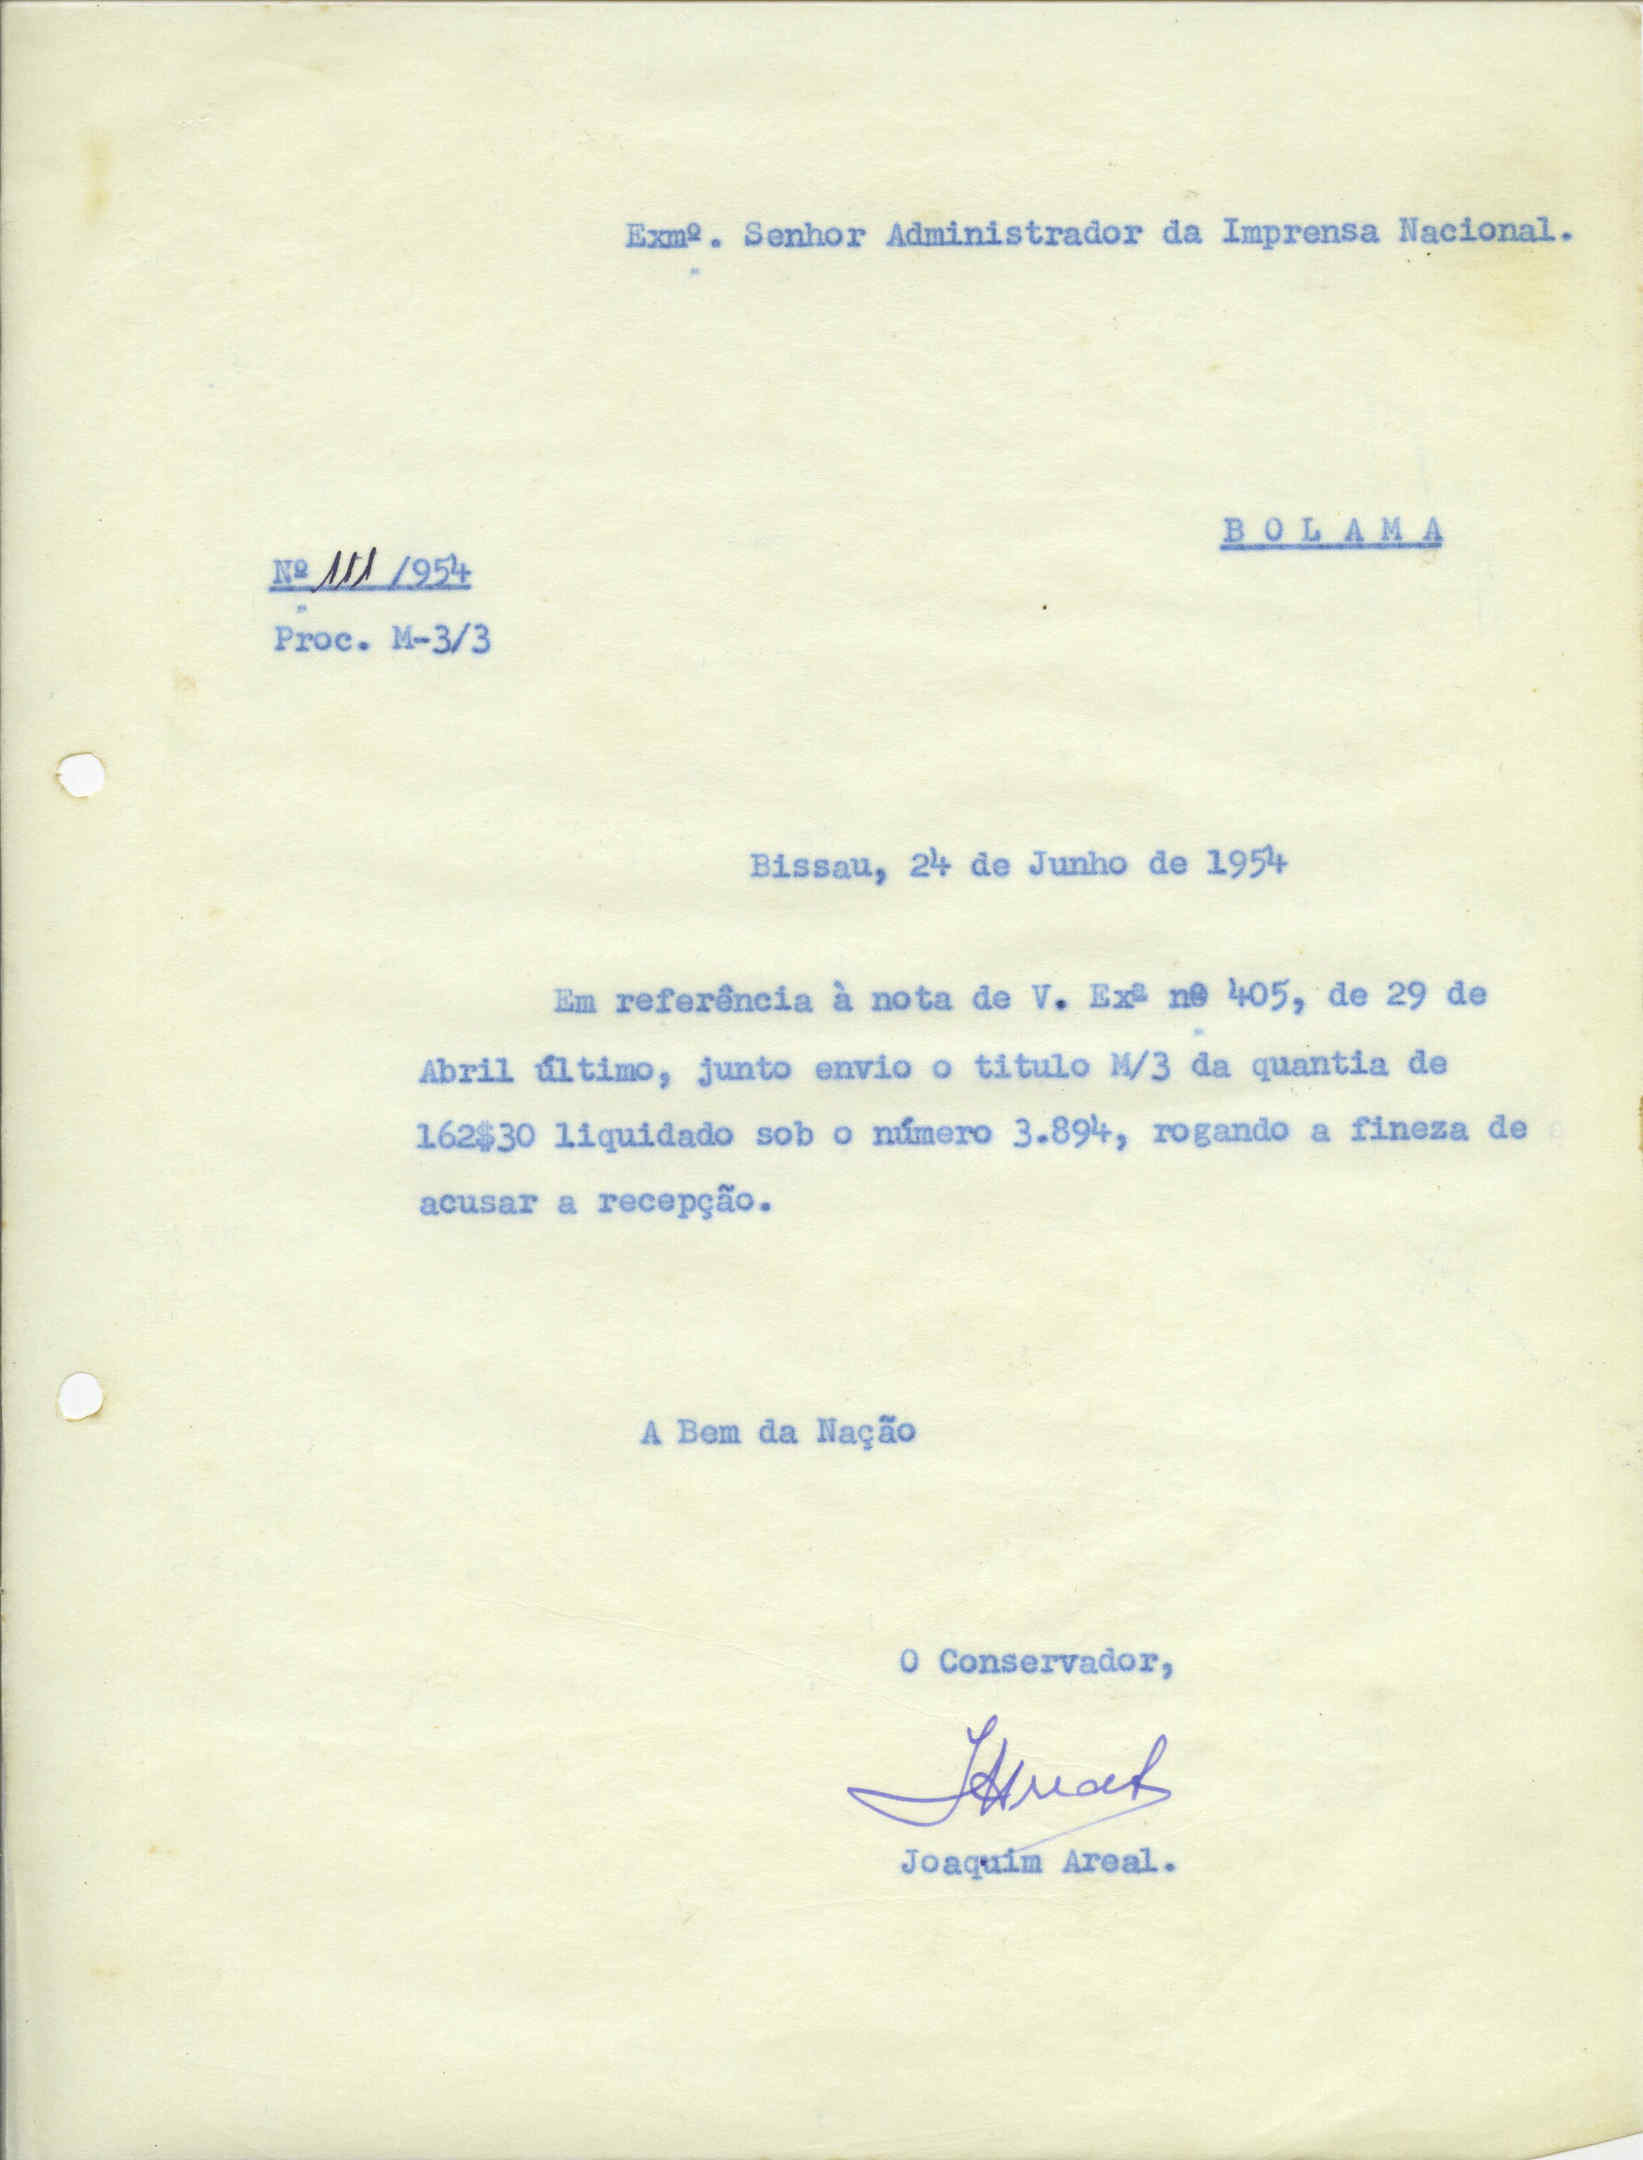 Exmº. Senhor Administrador da Imprensa Nacional.
B O L A M A
Nº 111 /954
Proc. M-3/3
Bissau, 24 de Junho de 1954
Em referência à nota de V. Exª nº 405, de 29 de
Abril último, junto envio o titulo M/3 da quantia de
162$30 liquidado sob o número 3.894, rogando a fineza de
acusar a recepção.
A Bem da Nação
O Conservador,
JAreal
Joaquim Areal.